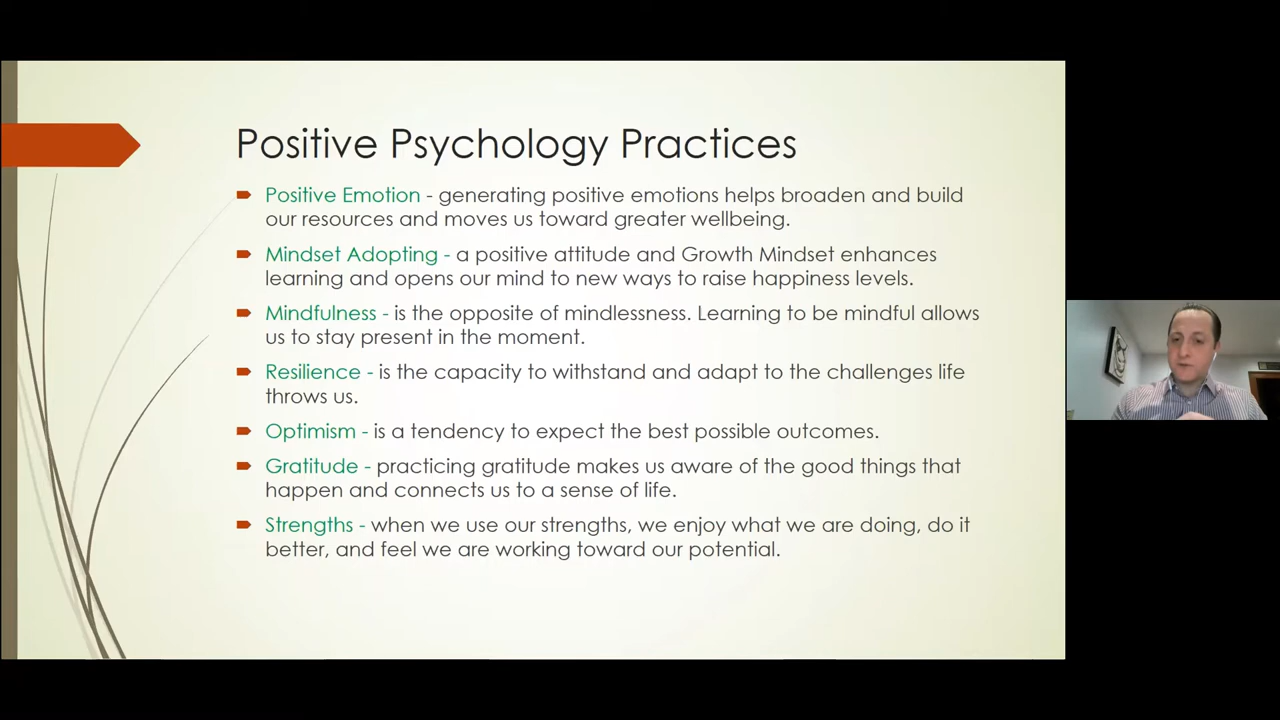 Positive Psychology Practices
Positive Emotion - generating positive emotions helps broaden and build
our resources and moves us toward greater wellbeing.
Mindset Adopting - a positive attitude and Growth Mindset enhances
learning and opens our mind to new ways to raise happiness levels.
Mindfulness - is the opposite of mindlessness. Learning to be mindful allows
us to stay present in the moment.
Resilience - is the capacity to withstand and adapt to the challenges life
throws us.
Optimism - is a tendency to expect the best possible outcomes.
Gratitude - practicing gratitude makes us aware of the good things that
happen and connects us to a sense of life.
Strengths - when we use our strengths, we enjoy what we are doing, do it
better, and feel we are working toward our potential.